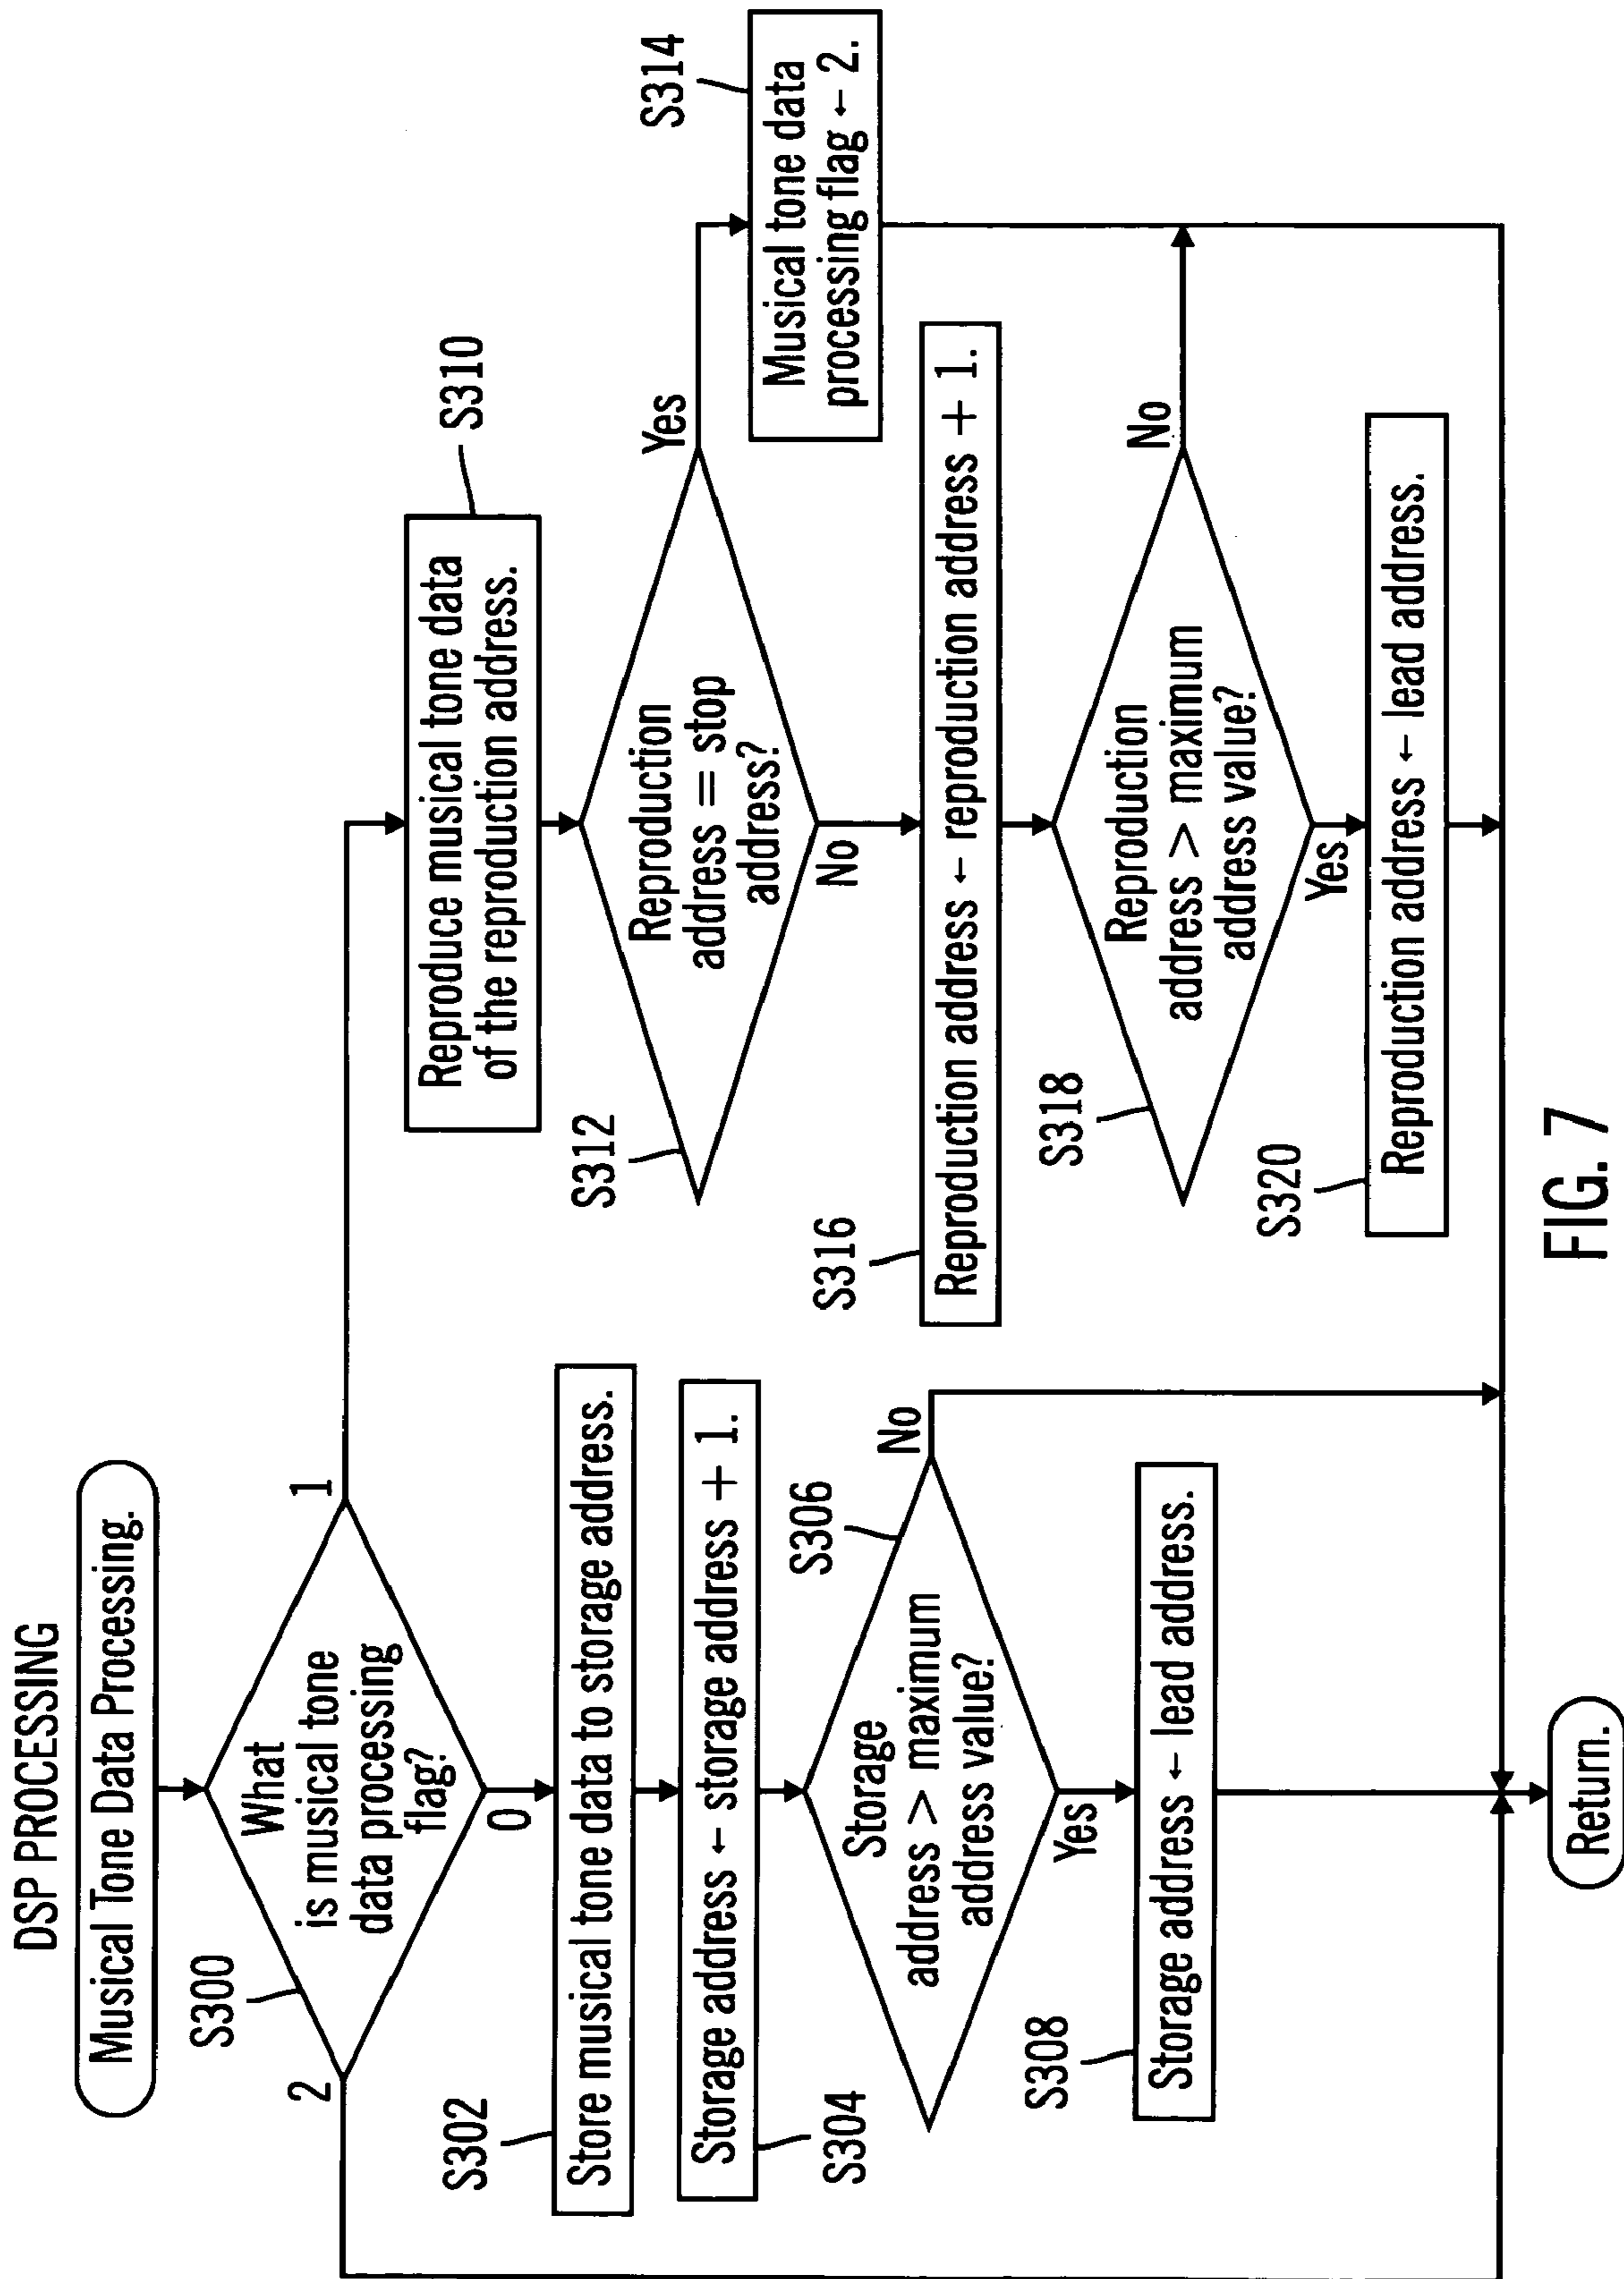 DSP PROCESSING
Musical Tone Data Processing.
S300
What
is musical tone
data processing
flag?
2
1
0
S302
Store musical tone data to storage address.
Storage address ← storage address + 1.
S304
S306
Storage
address > maximum
address value?
No
Yes
S308
Storage address ← lead address.
Return.
S310
Reproduce musical tone data
of the reproduction address.
S312
Reproduction
address = stop
address?
Yes
No
S314
Musical tone data
processing flag ← 2.
S316
Reproduction address ← reproduction address + 1.
S318
Reproduction
address > maximum
address value?
No
Yes
S320
Reproduction address ← lead address.
FIG. 7